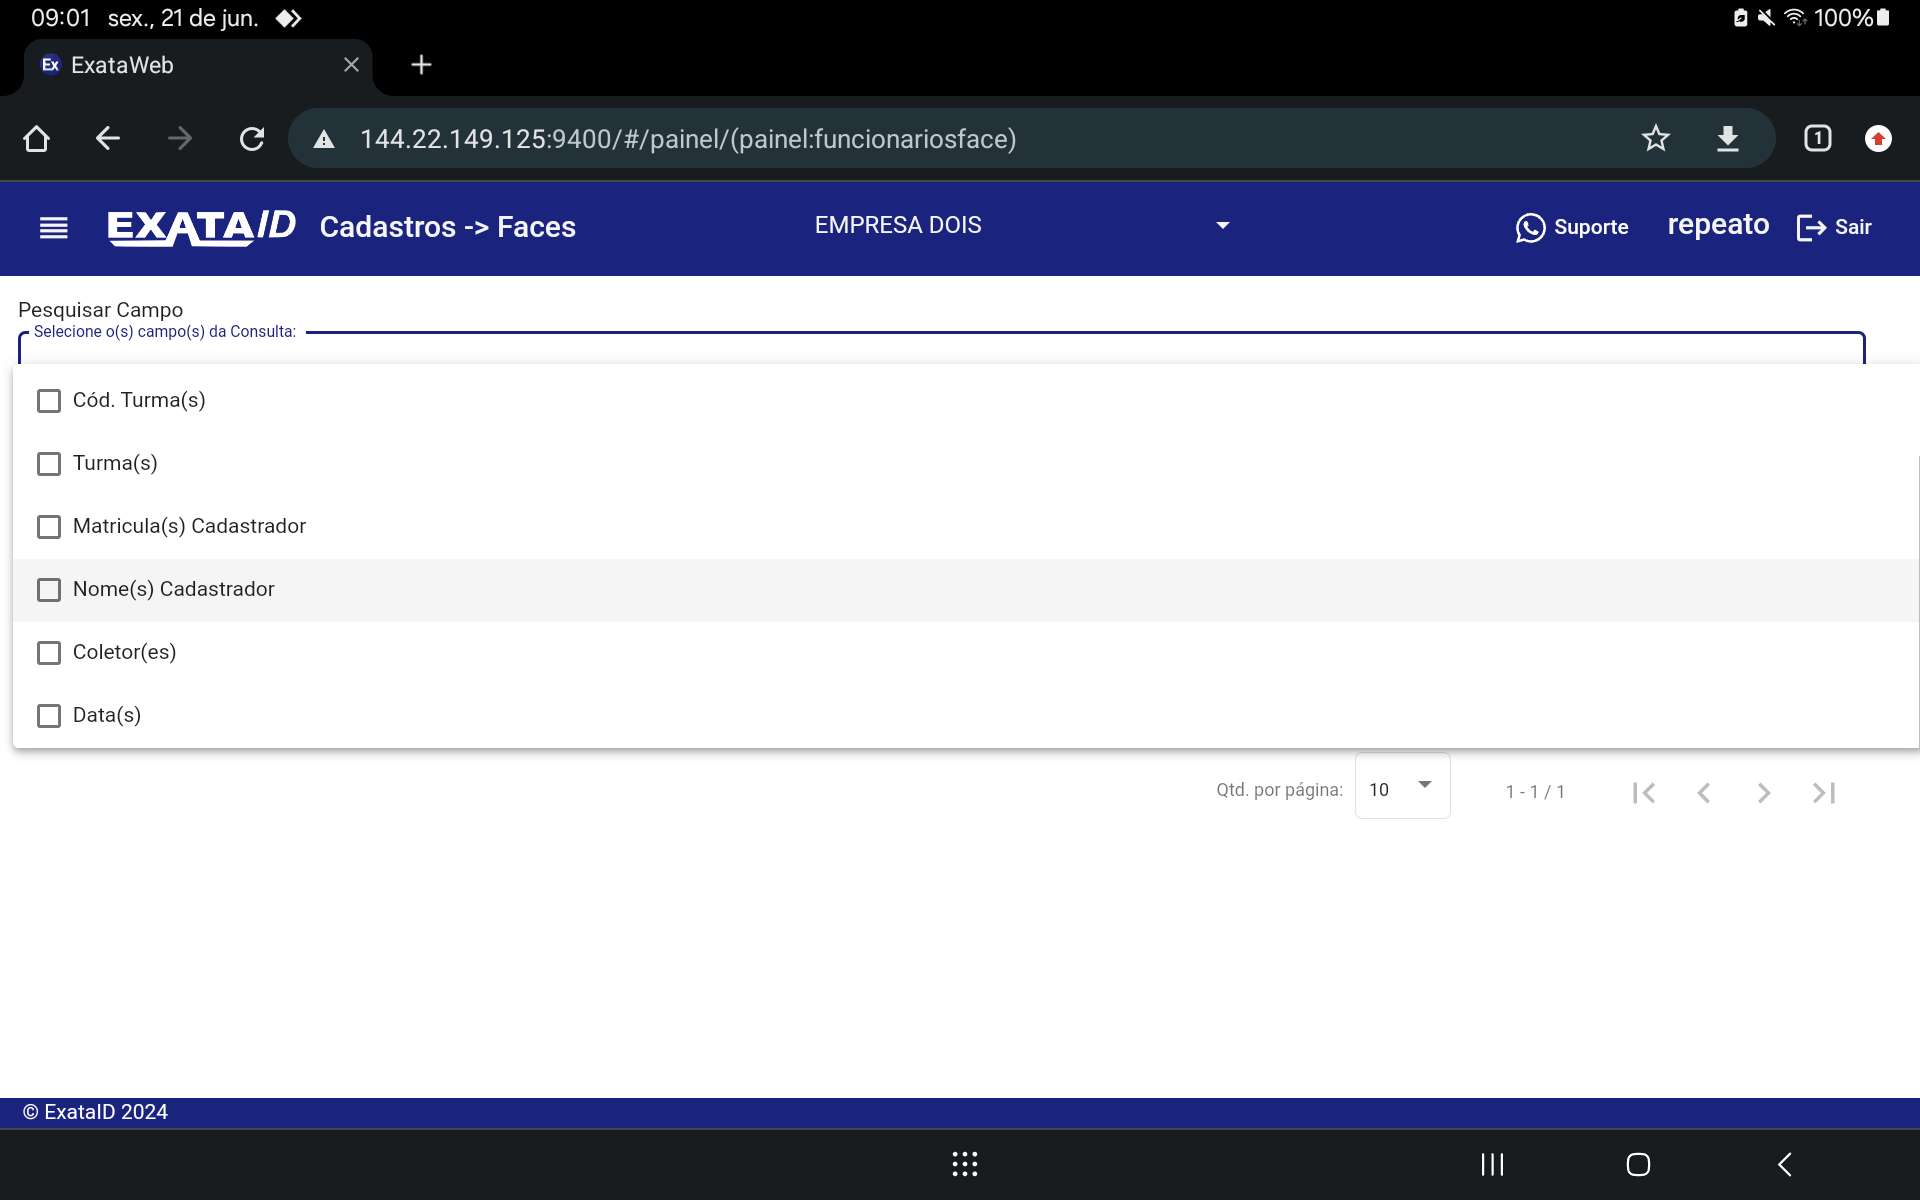 09:01 sex., 21 de jun. 100%
Ex ExataWeb
144.22.149.125:9400/#/painel/(painel:funcionariosface) 1
EXATAID Cadastros -> Faces EMPRESA DOIS Suporte repeato Sair
Pesquisar Campo
Selecione o(s) campo(s) da Consulta:
Cód. Turma(s)
Turma(s)
Matricula(s) Cadastrador
Nome(s) Cadastrador
Coletor(es)
Data(s)
Qtd. por página: 10 1 - 1 / 1
© ExataID 2024